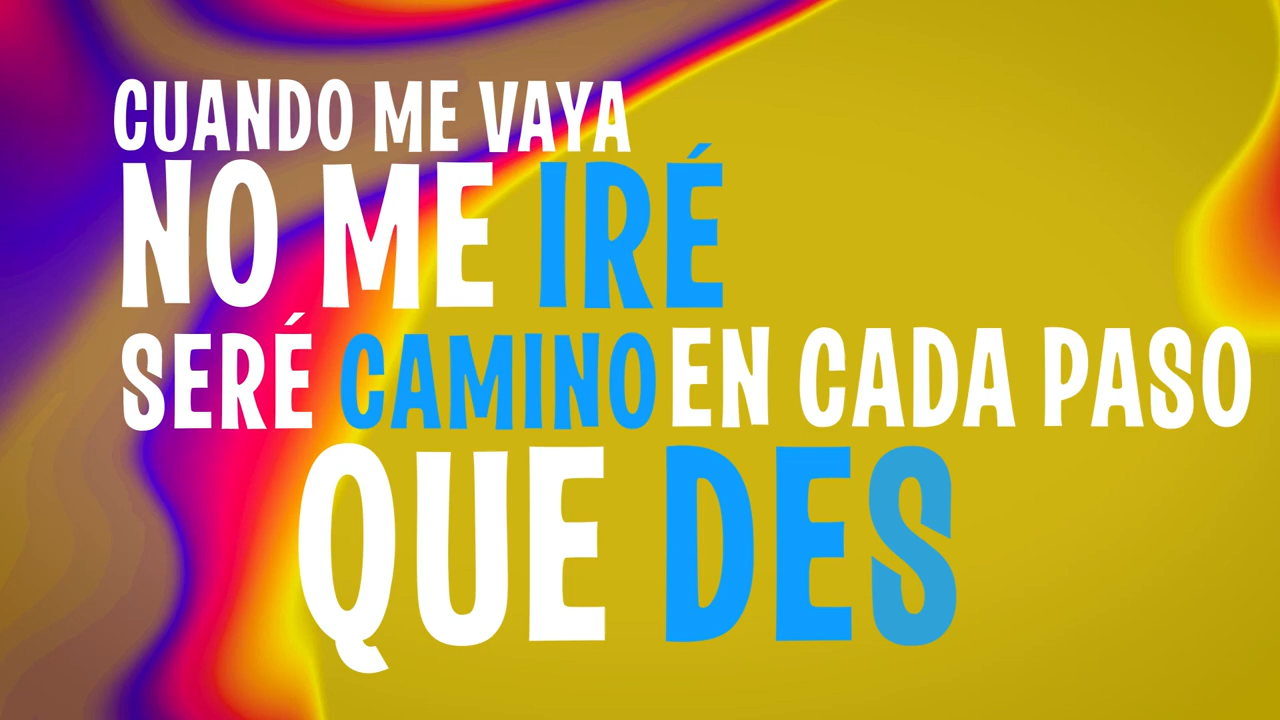 CUANDO ME VAYA
NO ME IRÉ
SERÉ CAMINO EN CADA PASO
QUE DES